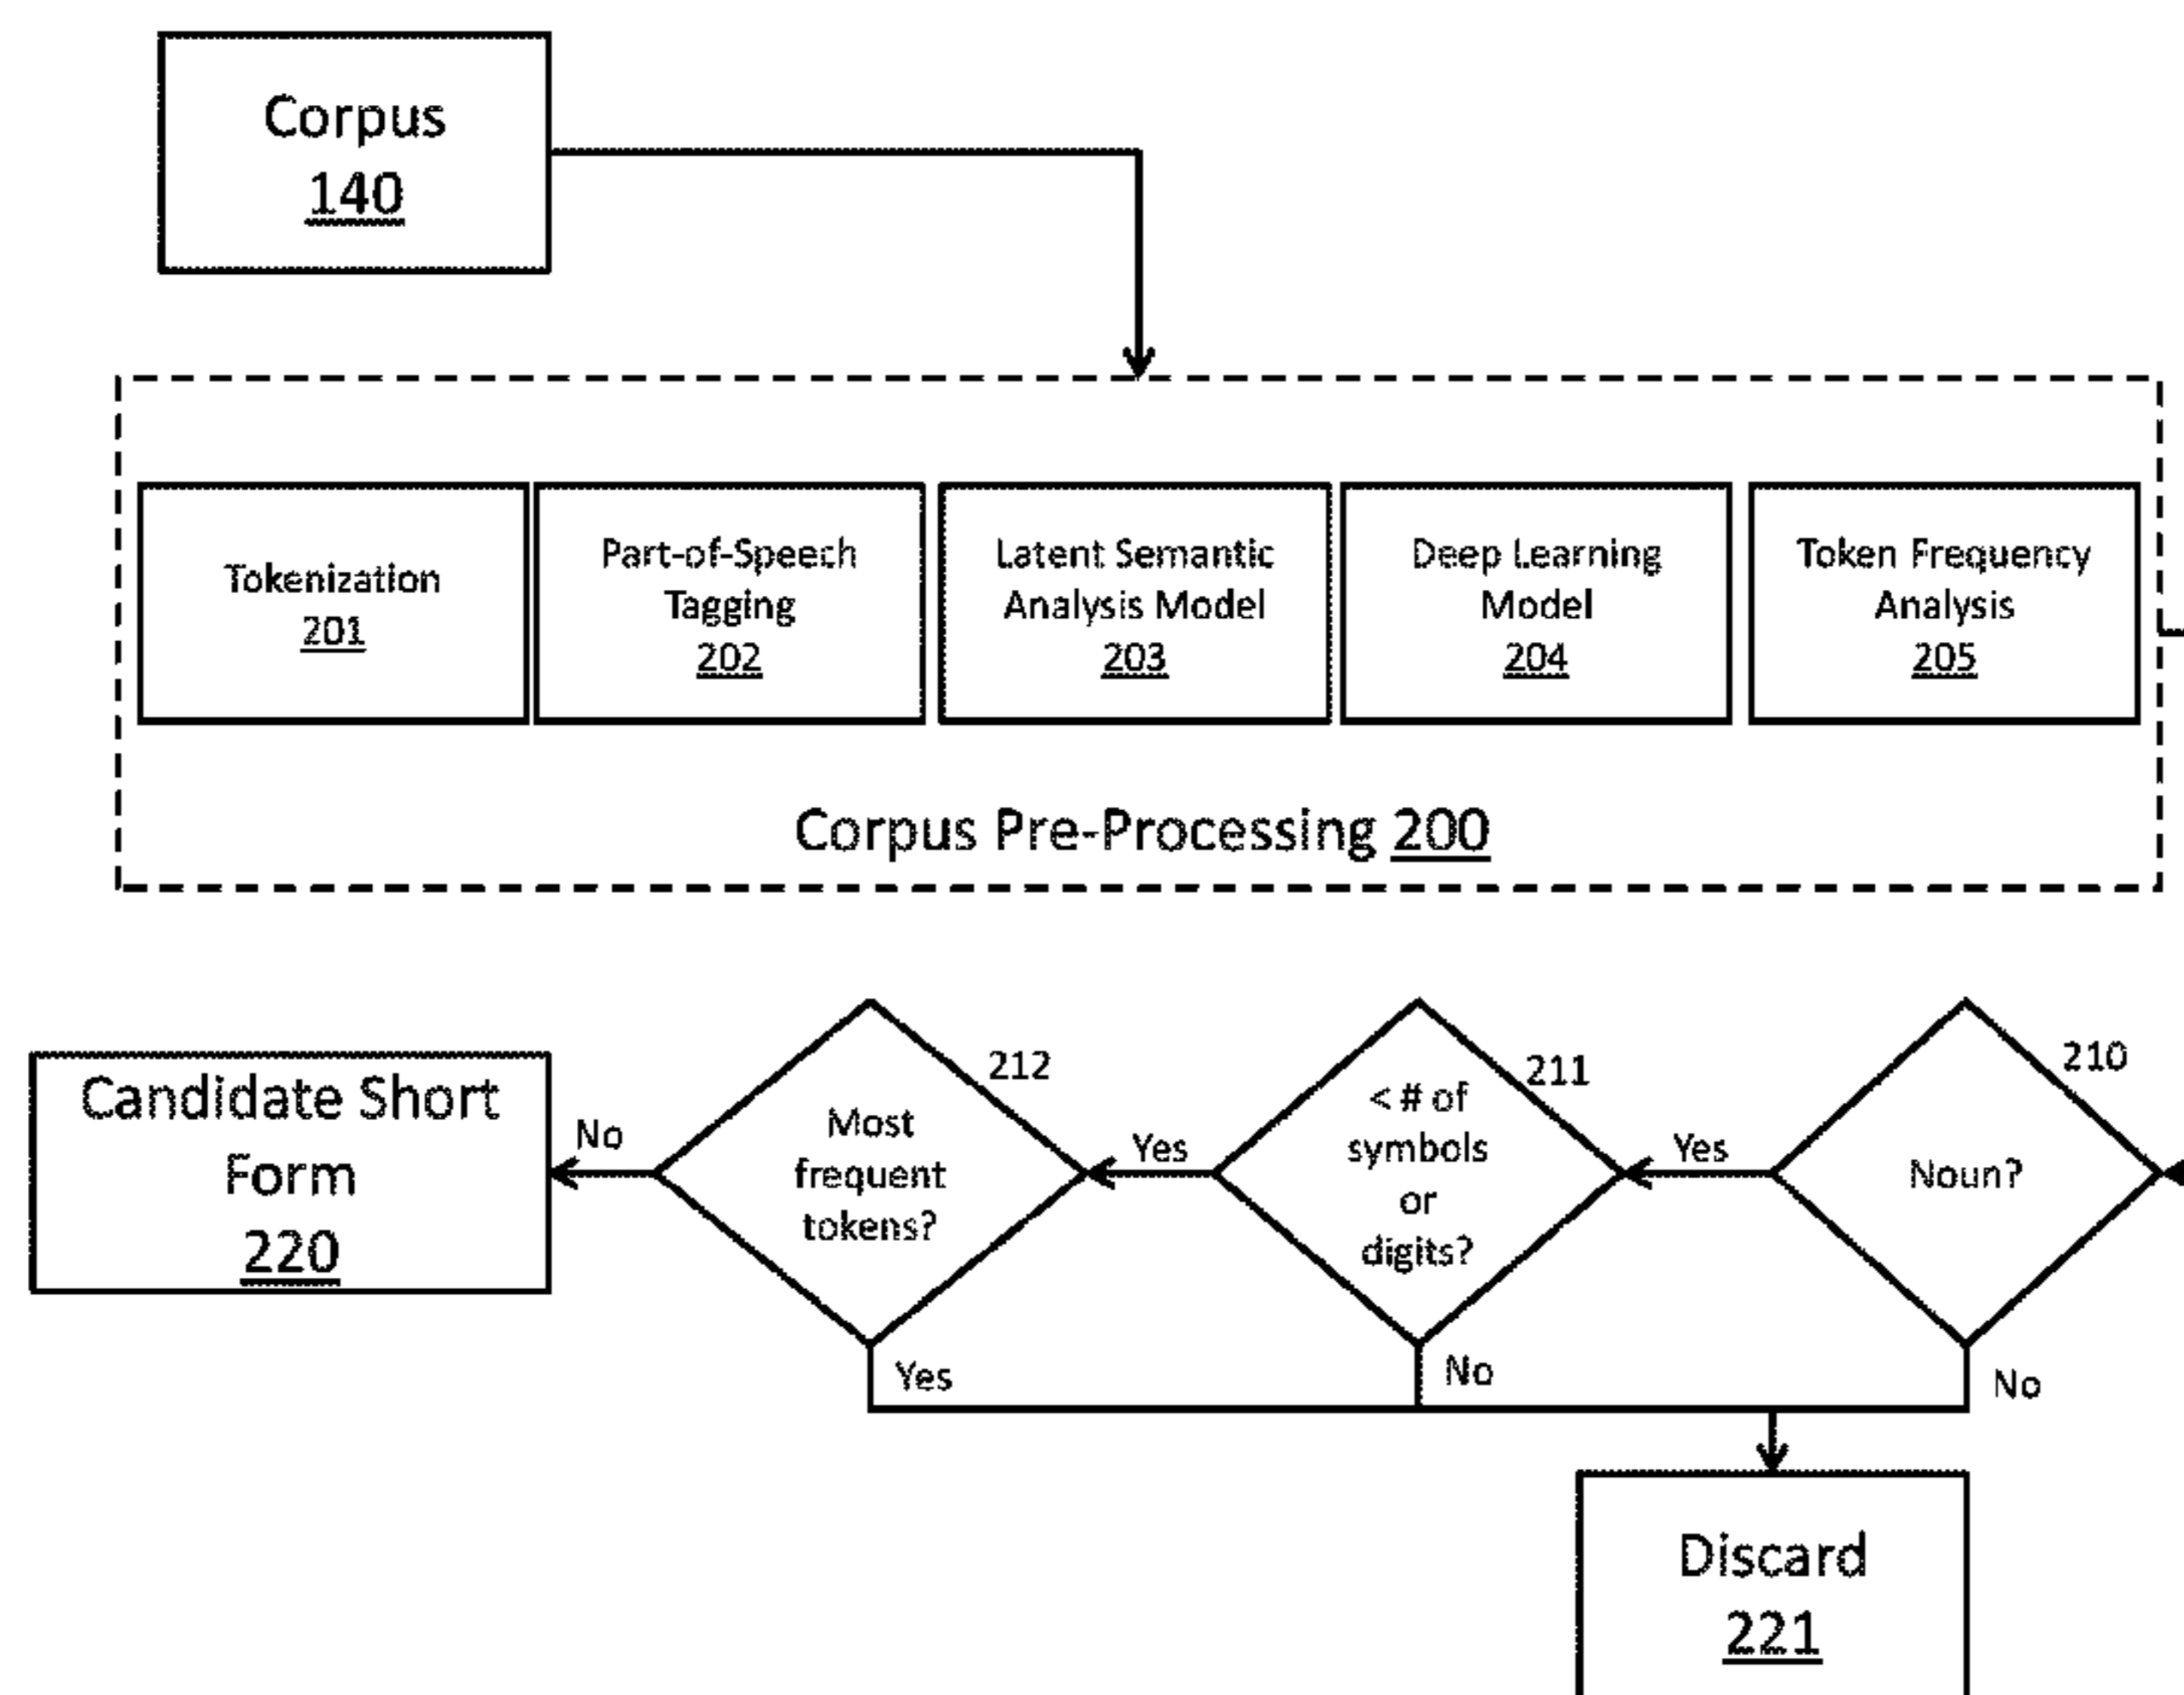 Corpus
140
Tokenization
201
Part-of-Speech
Tagging
202
Latent Semantic
Analysis Model
203
Deep Learning
Model
204
Token Frequency
Analysis
205
Corpus Pre-Processing 200
Candidate Short
Form
220
No
212
Most
frequent
tokens?
Yes
Yes
211
< # of
symbols
or
digits?
No
Yes
210
Noun?
No
Discard
221